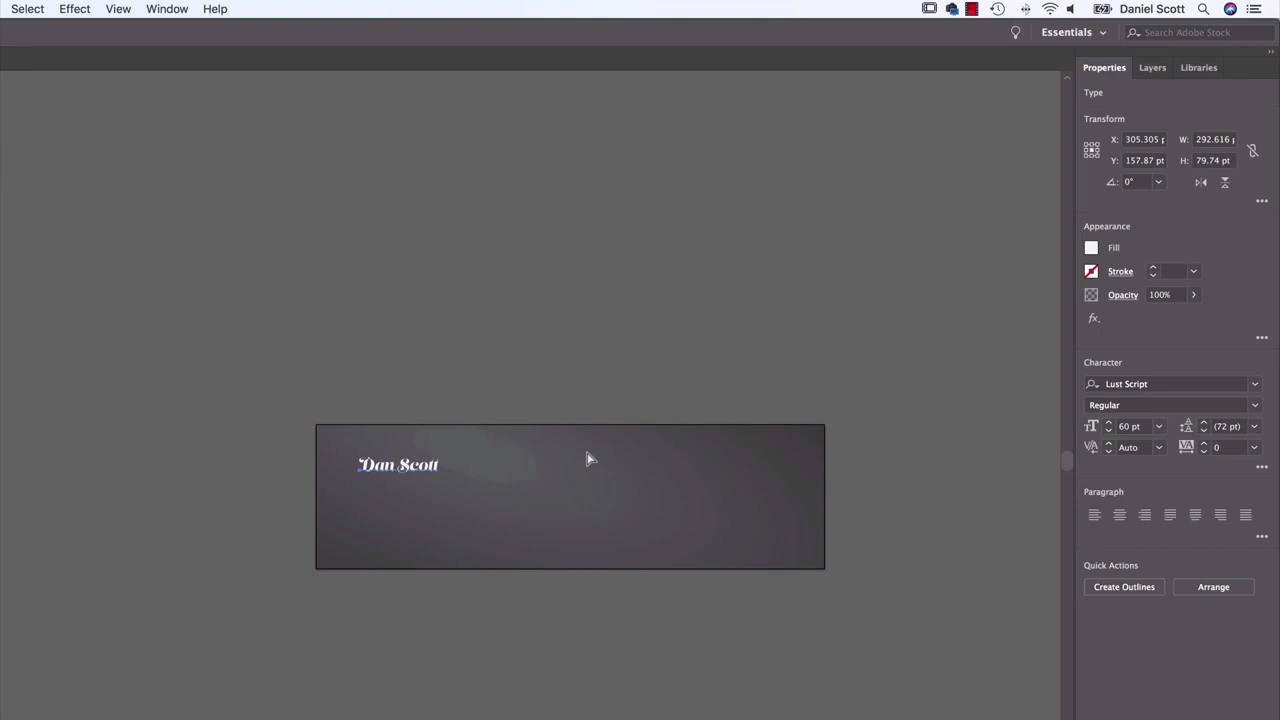 Select Effect View Window Help Daniel Scott
Essentials Search Adobe Stock
Properties Layers Libraries
Type
Transform
X: 305.305 p W: 292.616 p
Y: 157.87 pt H: 79.74 pt
0°
Appearance
Fill
Stroke
Opacity 100%
fx.
Character
Lust Script
Regular
60 pt (72 pt)
Auto 0
Paragraph
Quick Actions
Create Outlines Arrange
Dan Scott